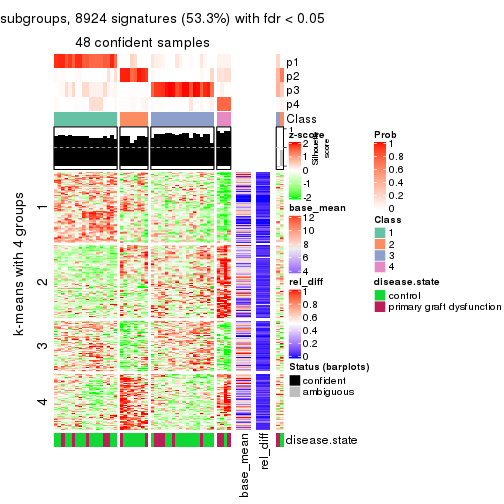 subgroups, 8924 signatures (53.3%) with fdr < 0.05
48 confident samples
p1
p2
p3
p4
Class
1
silhouette score
k-means with 4 groups
1
2
3
4
base_mean
rel_diff
disease.state
z-score
2
1
0
-1
-2
base_mean
12
10
8
6
4
rel_diff
1
0.8
0.6
0.4
0.2
0
Status (barplots)
confident
ambiguous
Prob
1
0.8
0.6
0.4
0.2
0
Class
1
2
3
4
disease.state
control
primary graft dysfunction